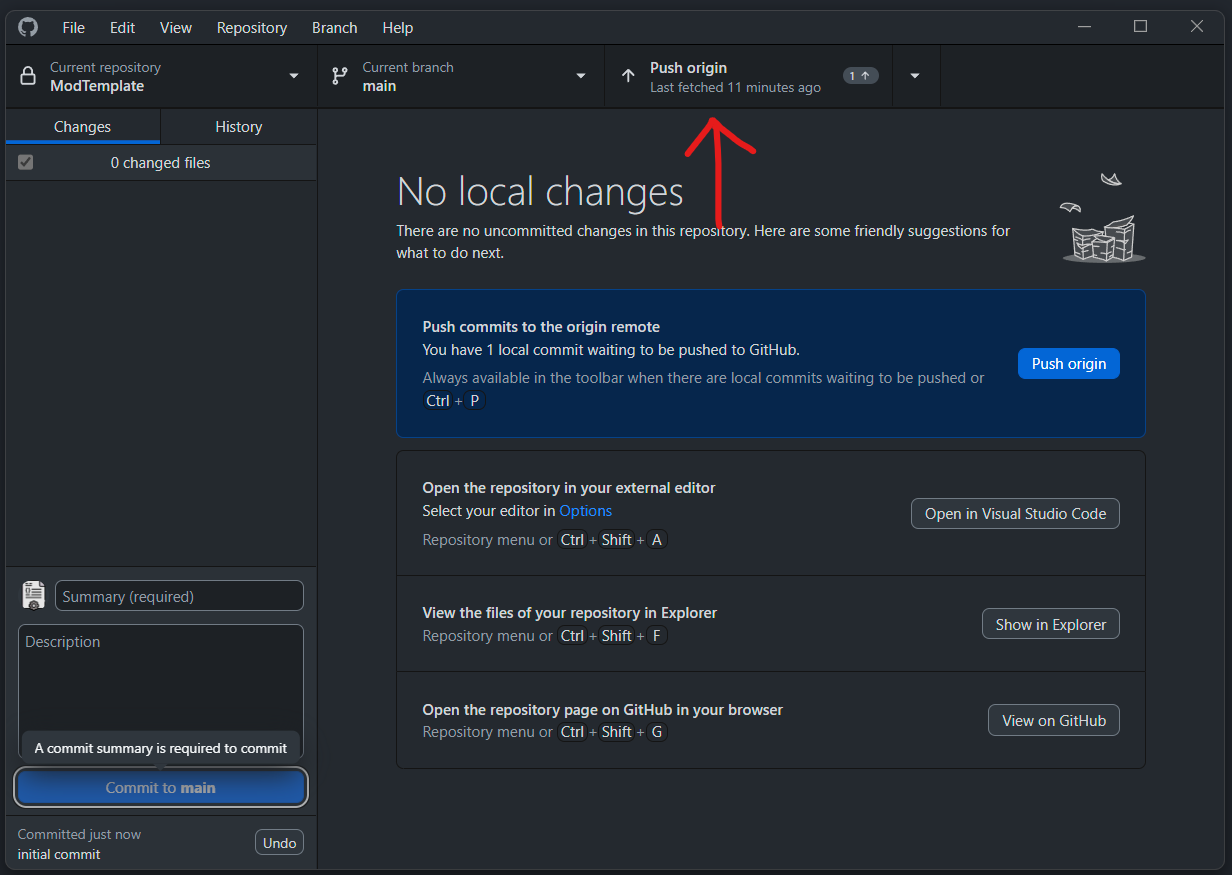 File Edit View Repository Branch Help
Current repository
ModTemplate
Current branch
main
Push origin
Last fetched 11 minutes ago
1
Changes
History
0 changed files
No local changes
There are no uncommitted changes in this repository. Here are some friendly suggestions for
what to do next.
Push commits to the origin remote
You have 1 local commit waiting to be pushed to GitHub.
Always available in the toolbar when there are local commits waiting to be pushed or
Ctrl + P
Push origin
Open the repository in your external editor
Select your editor in Options
Repository menu or Ctrl + Shift + A
Open in Visual Studio Code
View the files of your repository in Explorer
Repository menu or Ctrl + Shift + F
Show in Explorer
Open the repository page on GitHub in your browser
Repository menu or Ctrl + Shift + G
View on GitHub
Summary (required)
Description
A commit summary is required to commit
Commit to main
Committed just now
initial commit
Undo